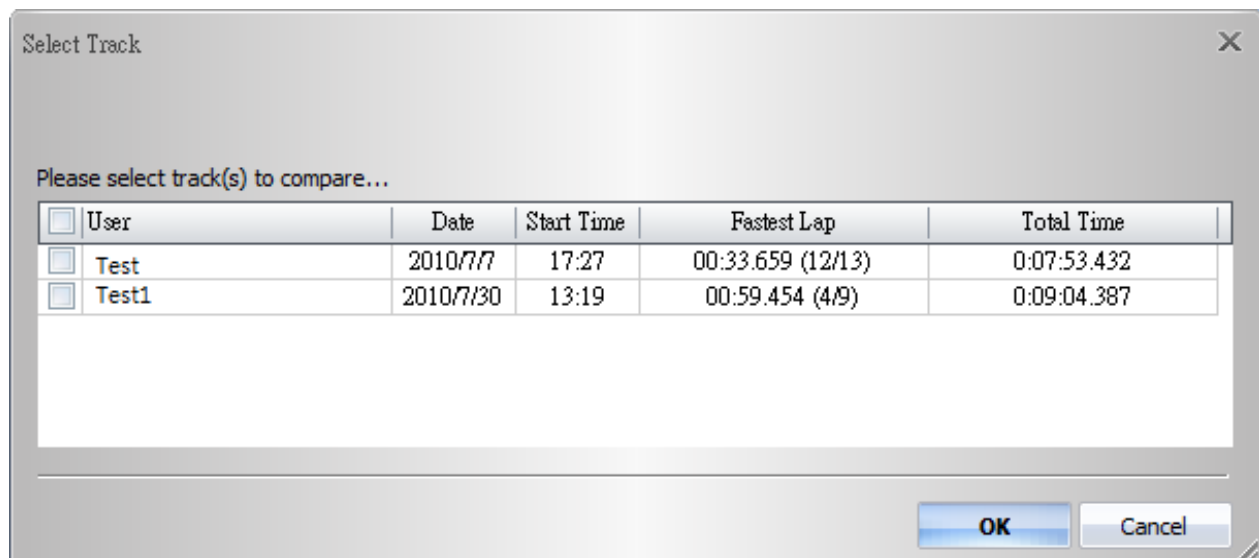 Select Track
Please select track(s) to compare...
User Date Start Time Fastest Lap Total Time
Test 2010/7/7 17:27 00:33.659 (12/13) 0:07:53.432
Test1 2010/7/30 13:19 00:59.454 (4/9) 0:09:04.387
OK Cancel